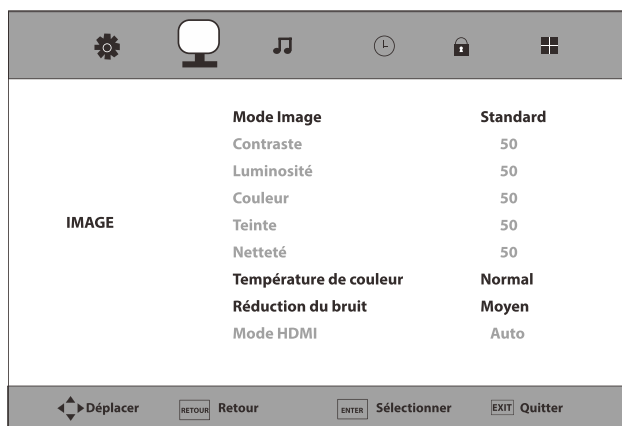 Mode Image Standard
Contraste 50
Luminosité 50
Couleur 50
IMAGE Teinte 50
Netteté 50
Température de couleur Normal
Réduction du bruit Moyen
Mode HDMI Auto
Déplacer RETOUR Retour ENTER Sélectionner EXIT Quitter